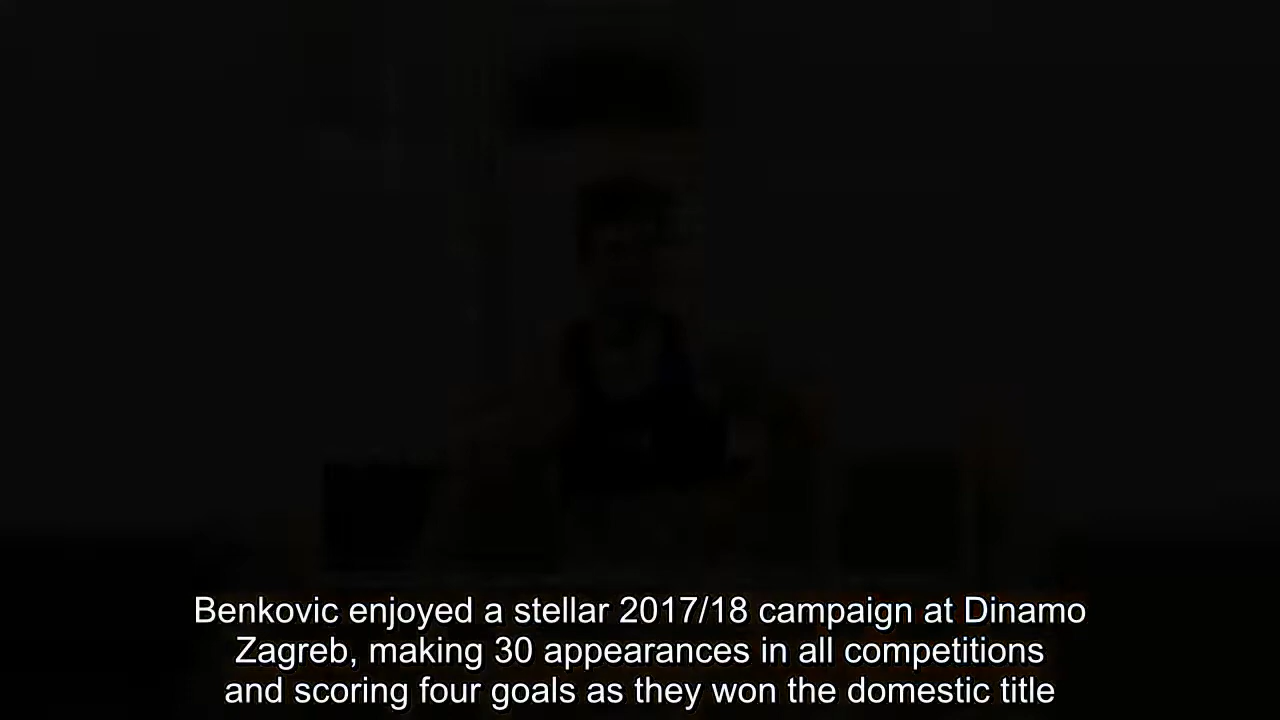 Benkovic enjoyed a stellar 2017/18 campaign at Dinamo
Zagreb, making 30 appearances in all competitions
and scoring four goals as they won the domestic title